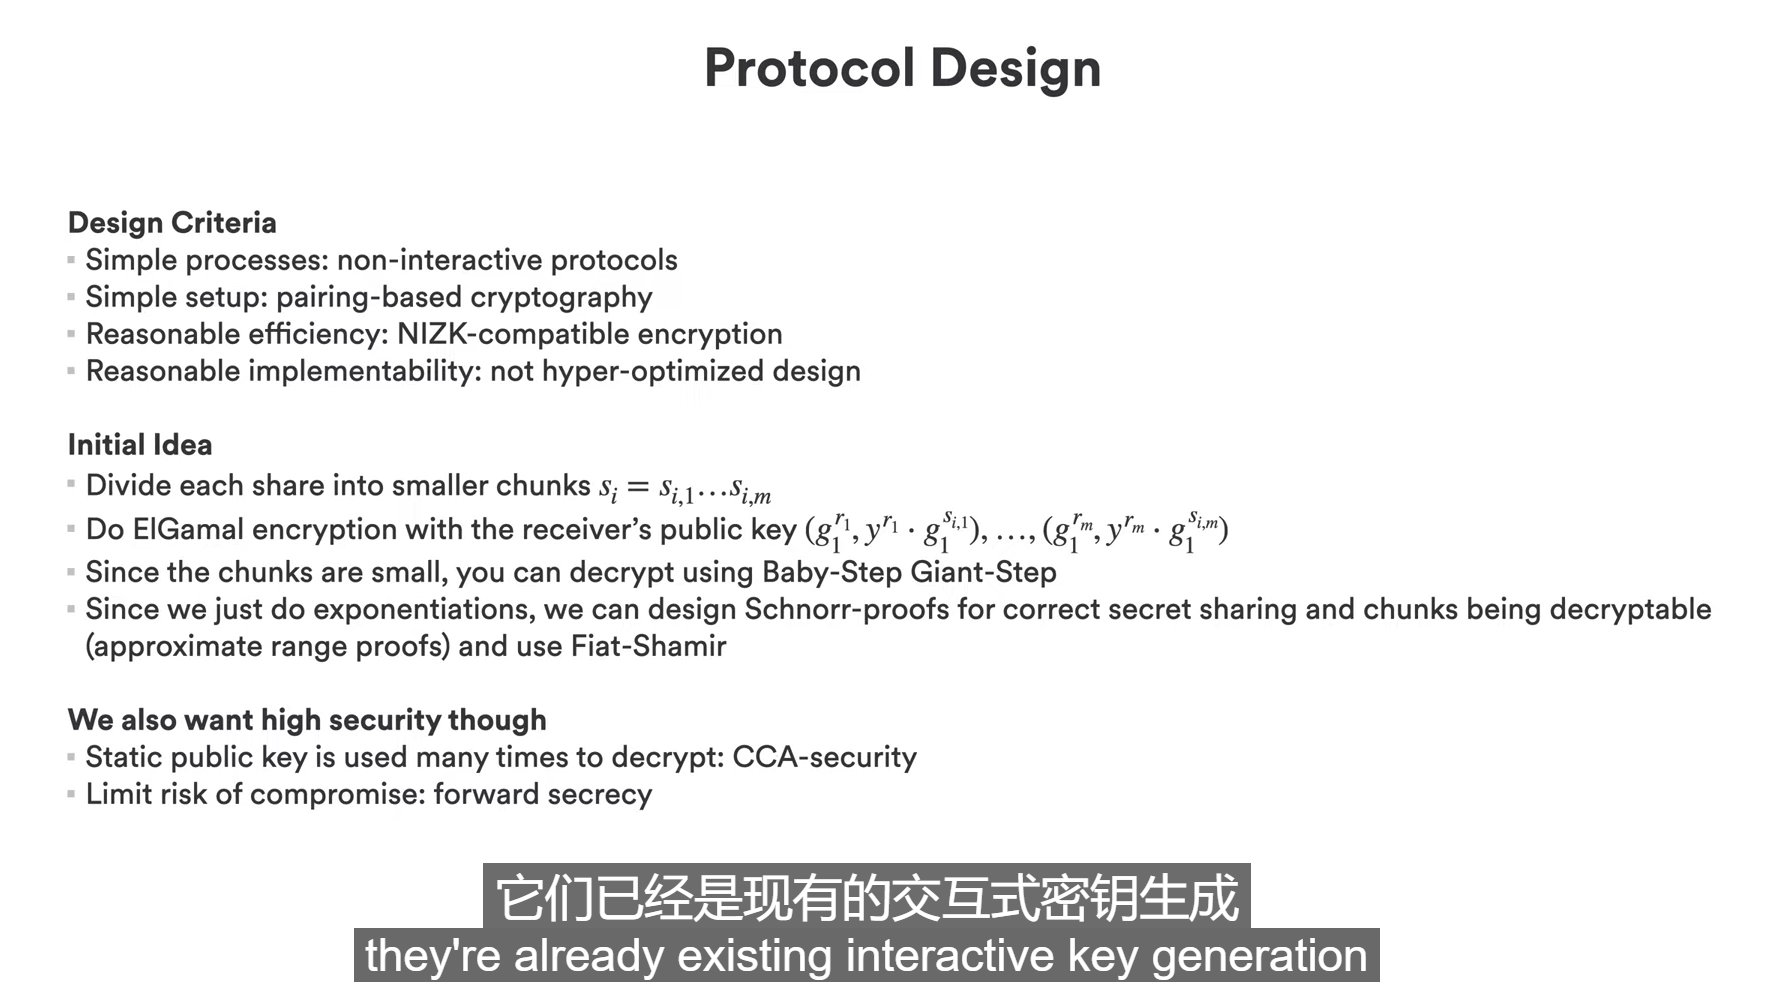 Protocol Design
Design Criteria
▪ Simple processes: non-interactive protocols
▪ Simple setup: pairing-based cryptography
▪ Reasonable efficiency: NIZK-compatible encryption
▪ Reasonable implementability: not hyper-optimized design
Initial Idea
▪ Divide each share into smaller chunks $s_i = s_{i,1} \ldots s_{i,m}$
▪ Do ElGamal encryption with the receiver’s public key $(g_1^{r_1}, y^{r_1} \cdot g_1^{s_{i,1}}), \ldots, (g_1^{r_m}, y^{r_m} \cdot g_1^{s_{i,m}})$
▪ Since the chunks are small, you can decrypt using Baby-Step Giant-Step
▪ Since we just do exponentiations, we can design Schnorr-proofs for correct secret sharing and chunks being decryptable
(approximate range proofs) and use Fiat-Shamir
We also want high security though
▪ Static public key is used many times to decrypt: CCA-security
▪ Limit risk of compromise: forward secrecy
它们已经是现有的交互式密钥生成
they're already existing interactive key generation